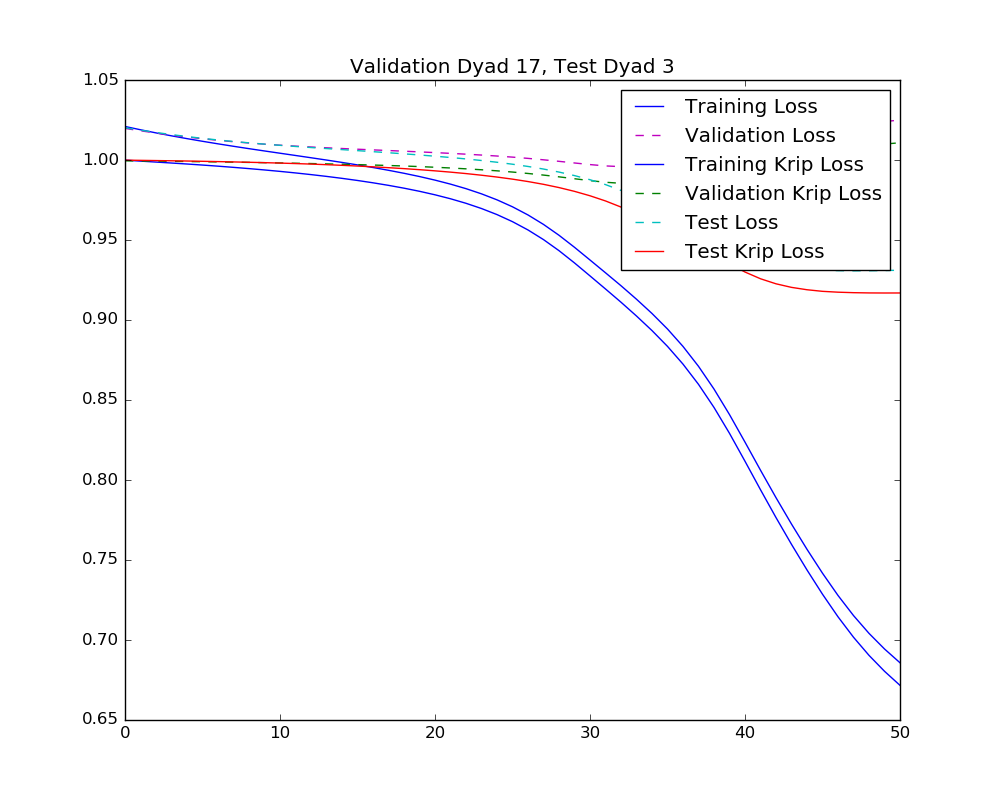 Validation Dyad 17, Test Dyad 3
1.05
1.00
0.95
0.90
0.85
0.80
0.75
0.70
0.65
0 10 20 30 40 50
Training Loss
Validation Loss
Training Krip Loss
Validation Krip Loss
Test Loss
Test Krip Loss